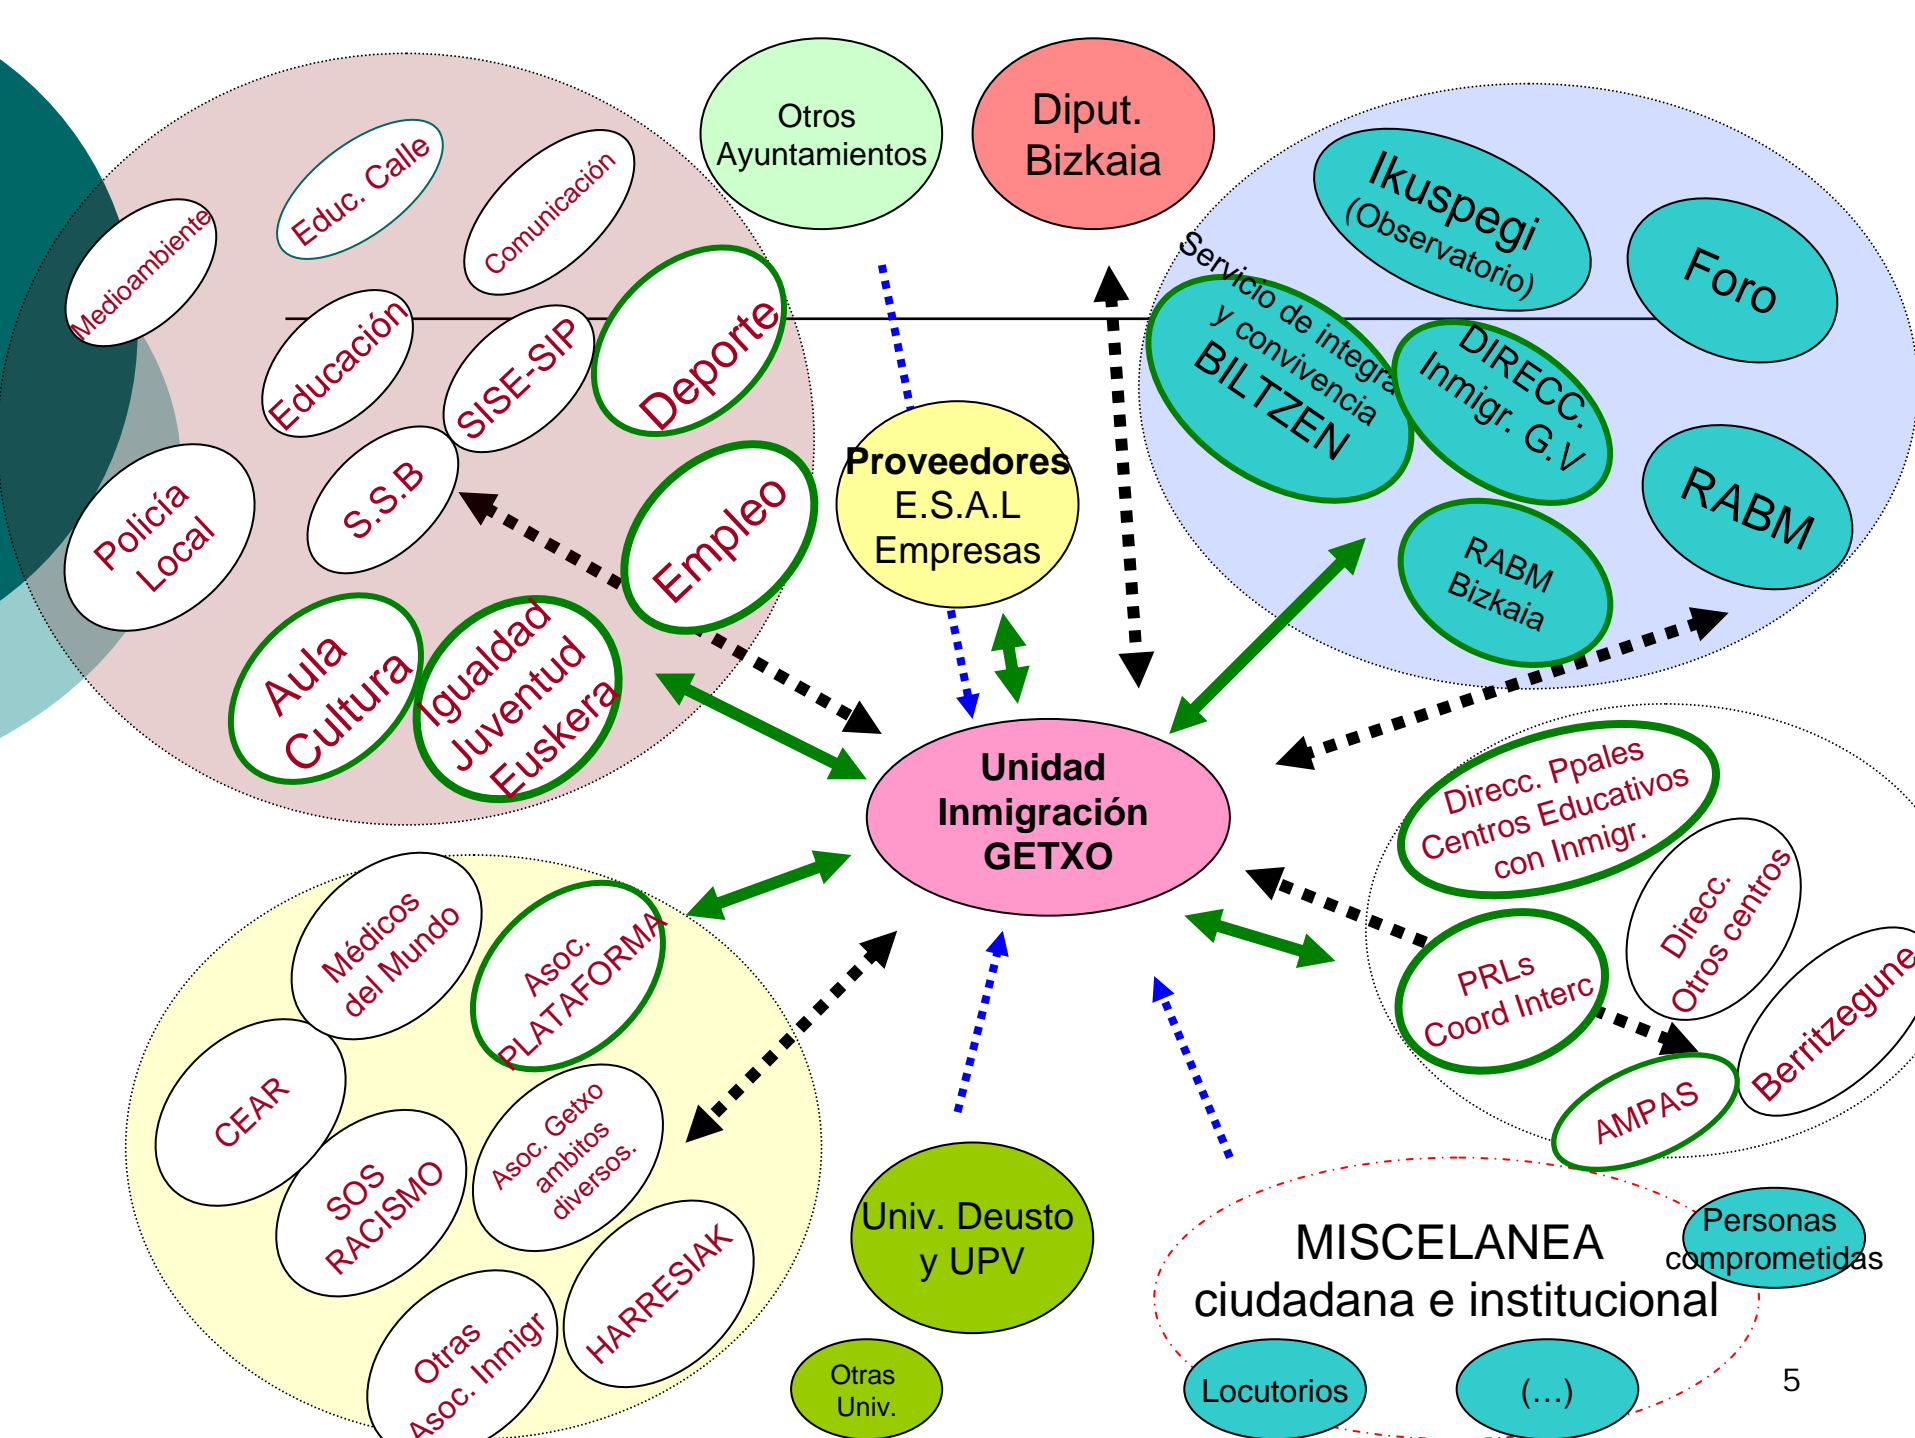 Otros
Ayuntamientos
Diput.
Bizkaia
Educ. Calle
Comunicación
Medioambiente
Educación
SISE-SIP
Deporte
S.S.B
Policía
Local
Empleo
Aula
Cultura
Igualdad
Juventud
Euskera
Proveedores
E.S.A.L
Empresas
Ikuspegi
(Observatorio)
Foro
Servicio de integra
y convivencia
BILTZEN
DIRECC.
Inmigr. G.V
RABM
RABM
Bizkaia
Unidad
Inmigración
GETXO
Direcc. Ppales
Centros Educativos
con Inmigr.
Direcc.
Otros centros
PRLs
Coord Interc
Berritzegune
AMPAS
Médicos
del Mundo
Asoc.
PLATAFORMA
CEAR
SOS
RACISMO
Asoc. Getxo
ambitos
diversos.
HARRESIAK
Otras
Asoc. Inmigr
Univ. Deusto
y UPV
Otras
Univ.
MISCELANEA
ciudadana e institucional
Personas
comprometidas
Locutorios
(…)
5